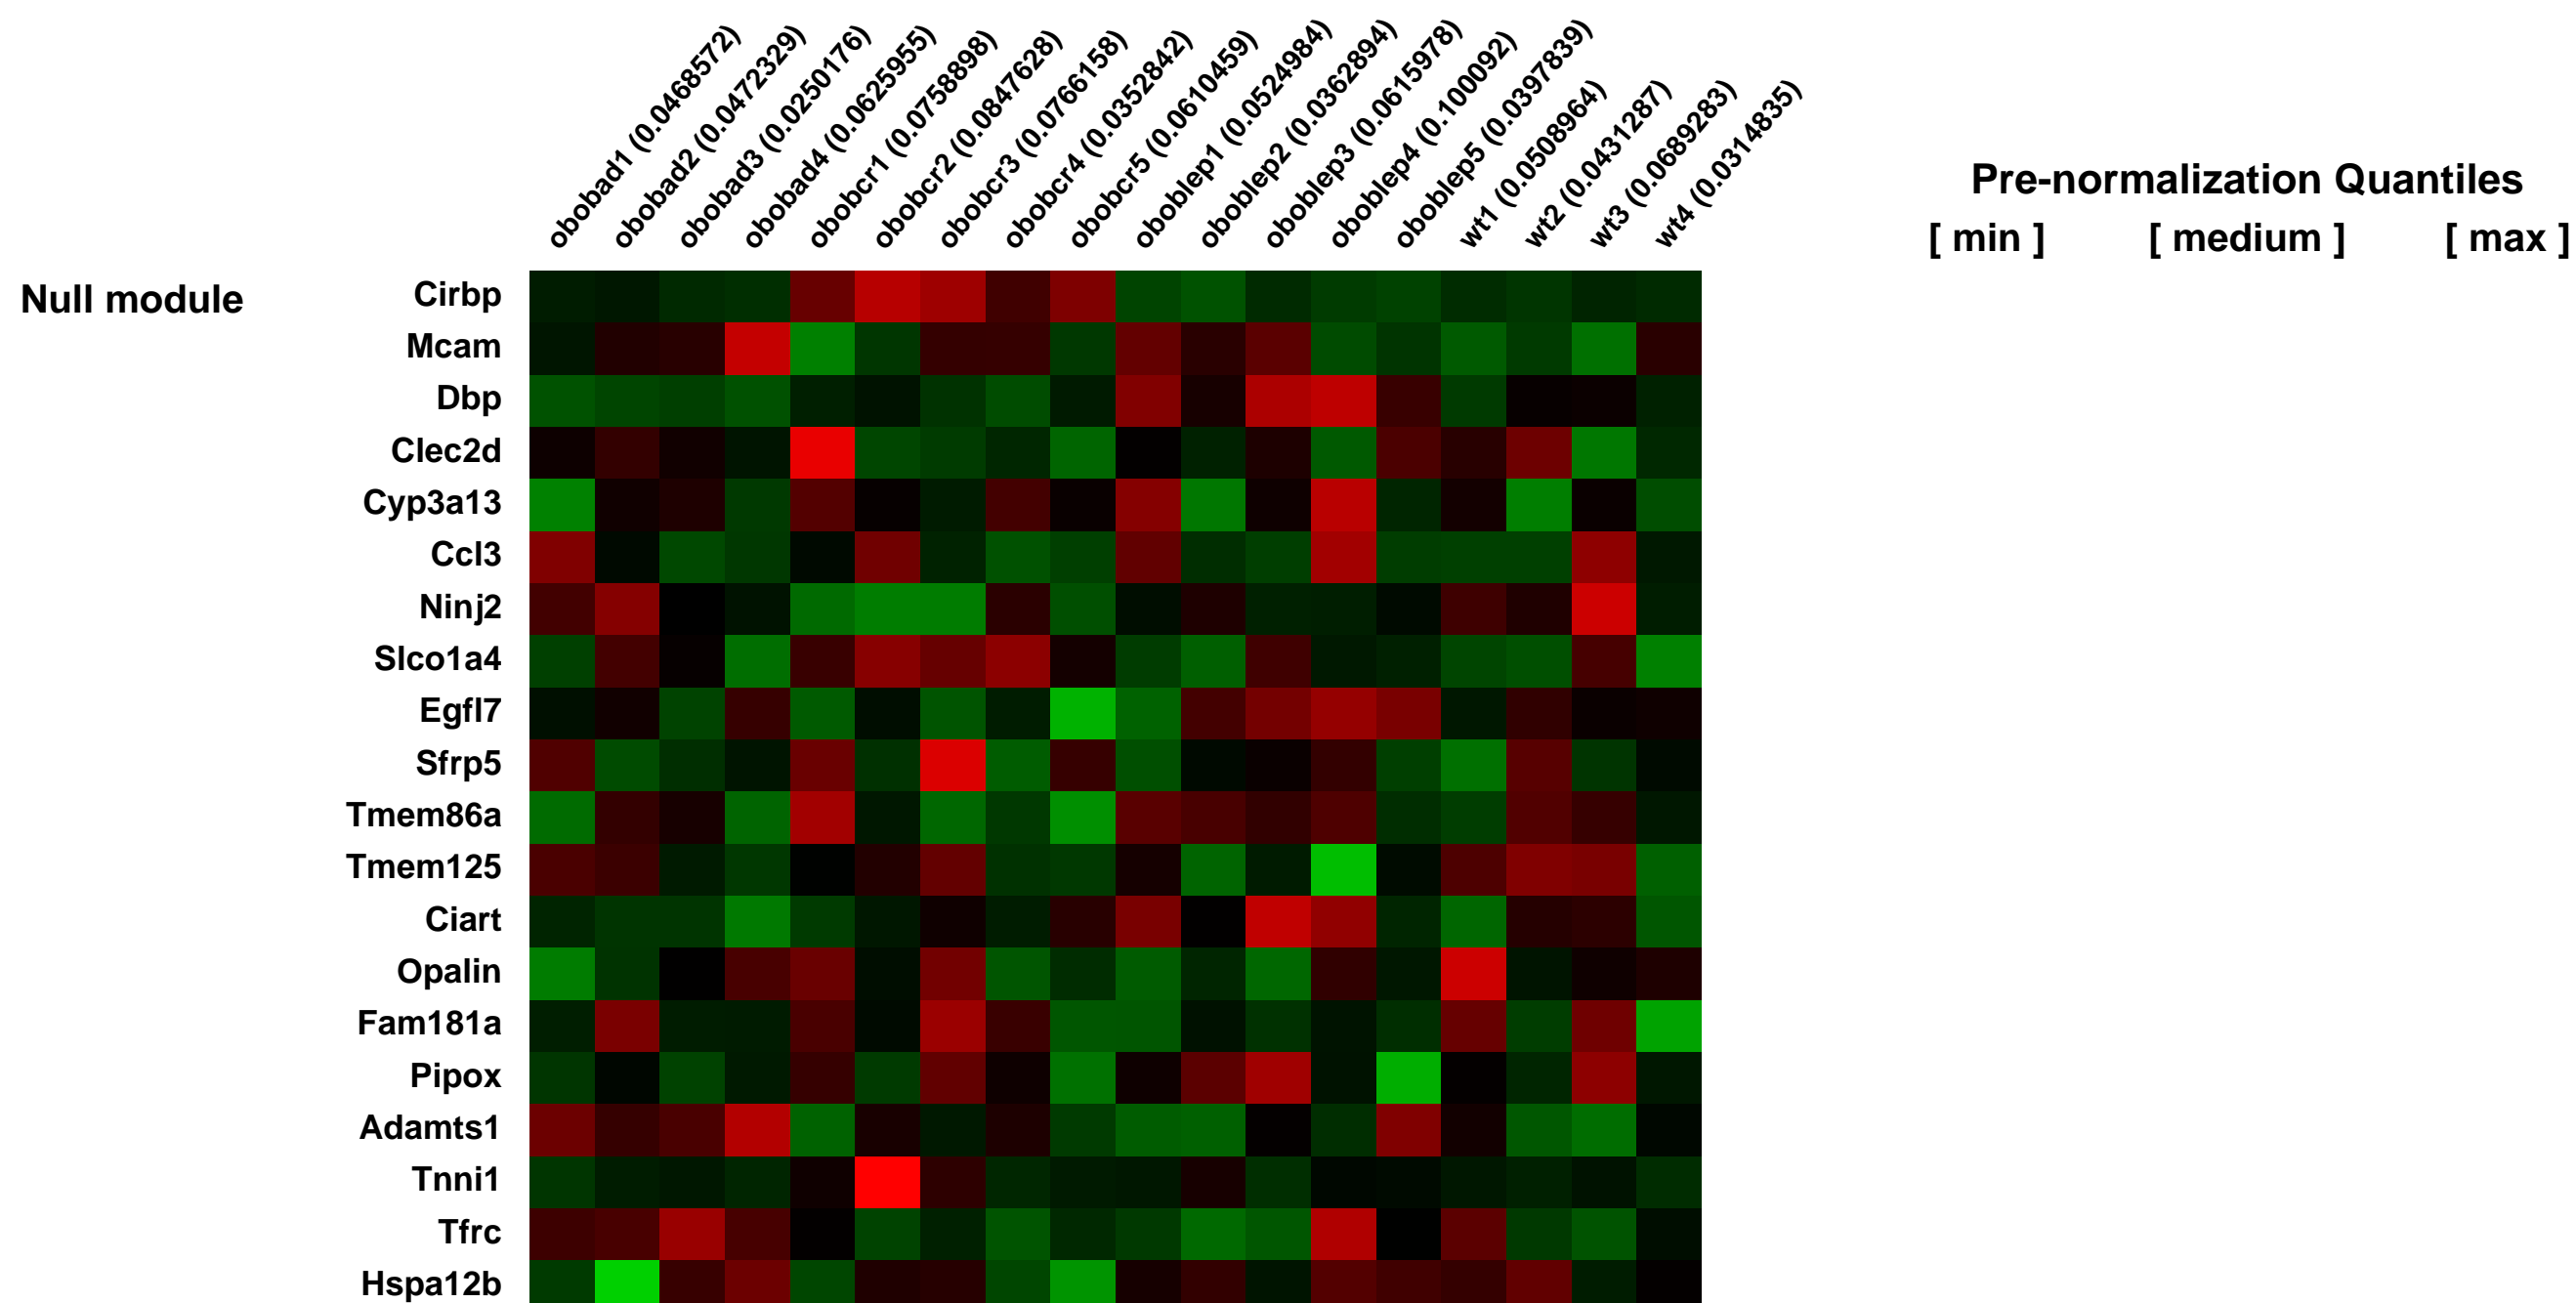 obobad1 (0.0468572)
obobad2 (0.0472329)
obobad3 (0.0250176)
obobad4 (0.0625955)
obobcr1 (0.0758898)
obobcr2 (0.0847628)
obobcr3 (0.0766158)
obobcr4 (0.0352842)
obobcr5 (0.0610459)
oboblep1 (0.0524984)
oboblep2 (0.0362894)
oboblep3 (0.0615978)
oboblep4 (0.100092)
oboblep5 (0.0397839)
wt1 (0.0508964)
wt2 (0.0431287)
wt3 (0.0689283)
wt4 (0.0314835)
Pre-normalization Quantiles
[ min ] [ medium ] [ max ]
Null module
Cirbp
Mcam
Dbp
Clec2d
Cyp3a13
Ccl3
Ninj2
Slco1a4
Egfl7
Sfrp5
Tmem86a
Tmem125
Ciart
Opalin
Fam181a
Pipox
Adamts1
Tnni1
Tfrc
Hspa12b